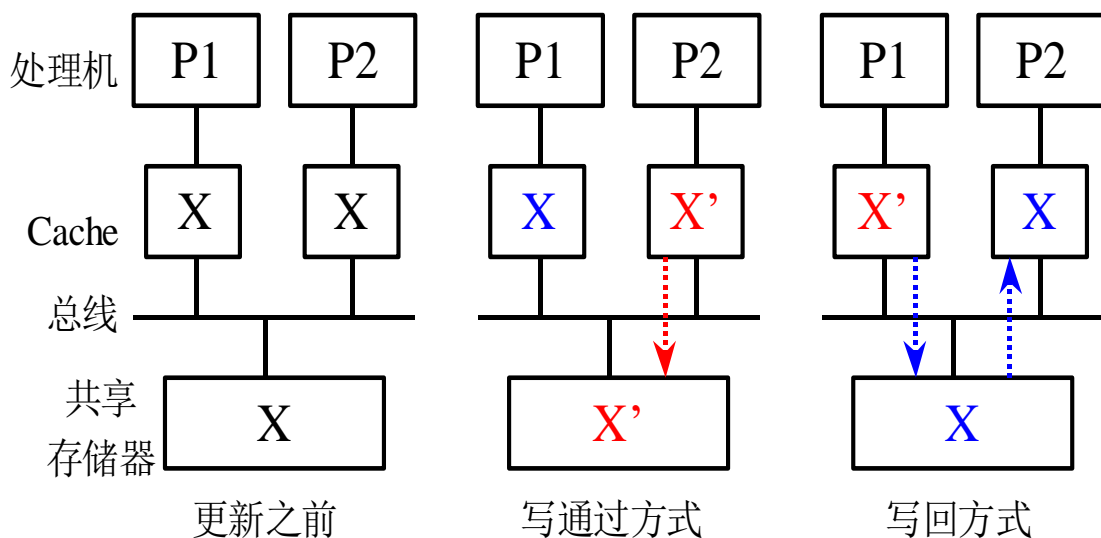 处理机 P1 P2 P1 P2 P1 P2
Cache X X X X’ X’ X
总线
共享
存储器 X X’ X
更新之前 写通过方式 写回方式